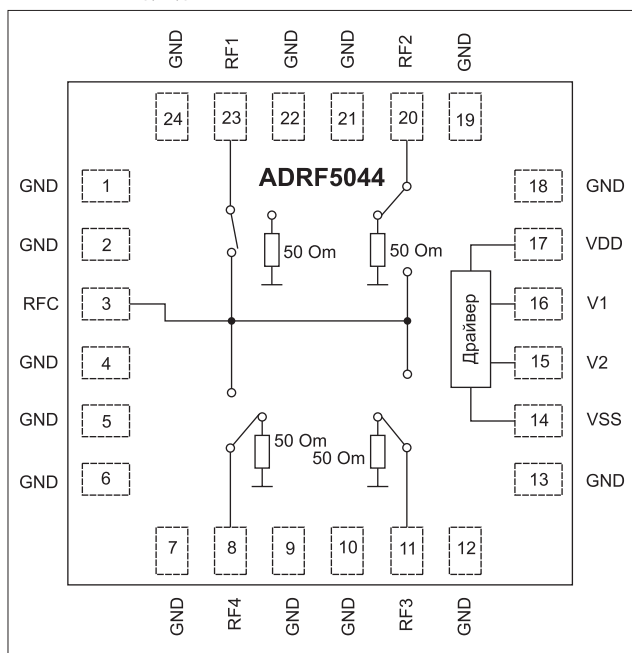 GND RF1 GND GND RF2 GND
24 23 22 21 20 19
ADRF5044
GND 1
GND 2
RFC 3
GND 4
GND 5
GND 6
50 Om
50 Om
50 Om
50 Om
Драйвер
18 GND
17 VDD
16 V1
15 V2
14 VSS
13 GND
7 8 9 10 11 12
GND RF4 GND GND RF3 GND